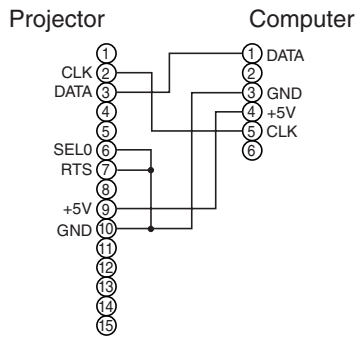 Projector Computer
1 1 DATA
CLK 2 2
DATA 3 3 GND
4 4 +5V
5 5 CLK
SEL0 6 6
RTS 7
8
+5V 9
GND 10
11
12
13
14
15